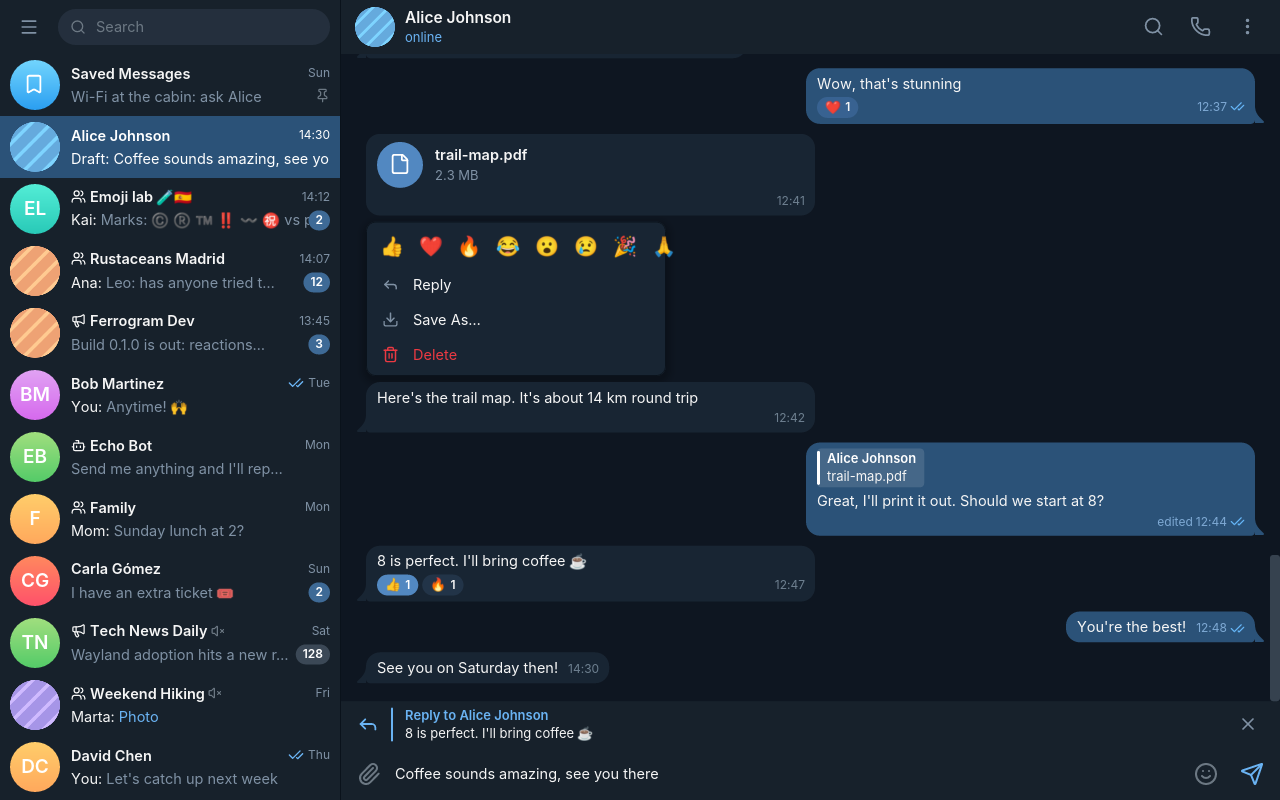 Search
Saved Messages
Sun
Wi-Fi at the cabin: ask Alice
Alice Johnson
14:30
Draft: Coffee sounds amazing, see yo
EL
Emoji lab 🧪🇪🇸
14:12
Kai: Marks: ©️ ®️ ™️ ‼️ 〰️ ㊗️ vs
2
Rustaceans Madrid
14:07
Ana: Leo: has anyone tried t...
12
Ferrogram Dev
13:45
Build 0.1.0 is out: reactions...
3
BM
Bob Martinez
Tue
You: Anytime! 🙌
EB
Echo Bot
Mon
Send me anything and I'll rep...
F
Family
Mon
Mom: Sunday lunch at 2?
CG
Carla Gómez
Sun
I have an extra ticket 🎟️
2
TN
Tech News Daily
Sat
Wayland adoption hits a new r...
128
Weekend Hiking
Fri
Marta: Photo
DC
David Chen
Thu
You: Let's catch up next week
Alice Johnson
online
Wow, that's stunning
❤️ 1
12:37
trail-map.pdf
2.3 MB
12:41
👍 ❤️ 🔥 😂 😮 😢 🎉 🙏
Reply
Save As...
Delete
Here's the trail map. It's about 14 km round trip
12:42
Alice Johnson
trail-map.pdf
Great, I'll print it out. Should we start at 8?
edited 12:44
8 is perfect. I'll bring coffee ☕
👍 1 🔥 1
12:47
You're the best! 12:48
See you on Saturday then! 14:30
Reply to Alice Johnson
8 is perfect. I'll bring coffee ☕
Coffee sounds amazing, see you there